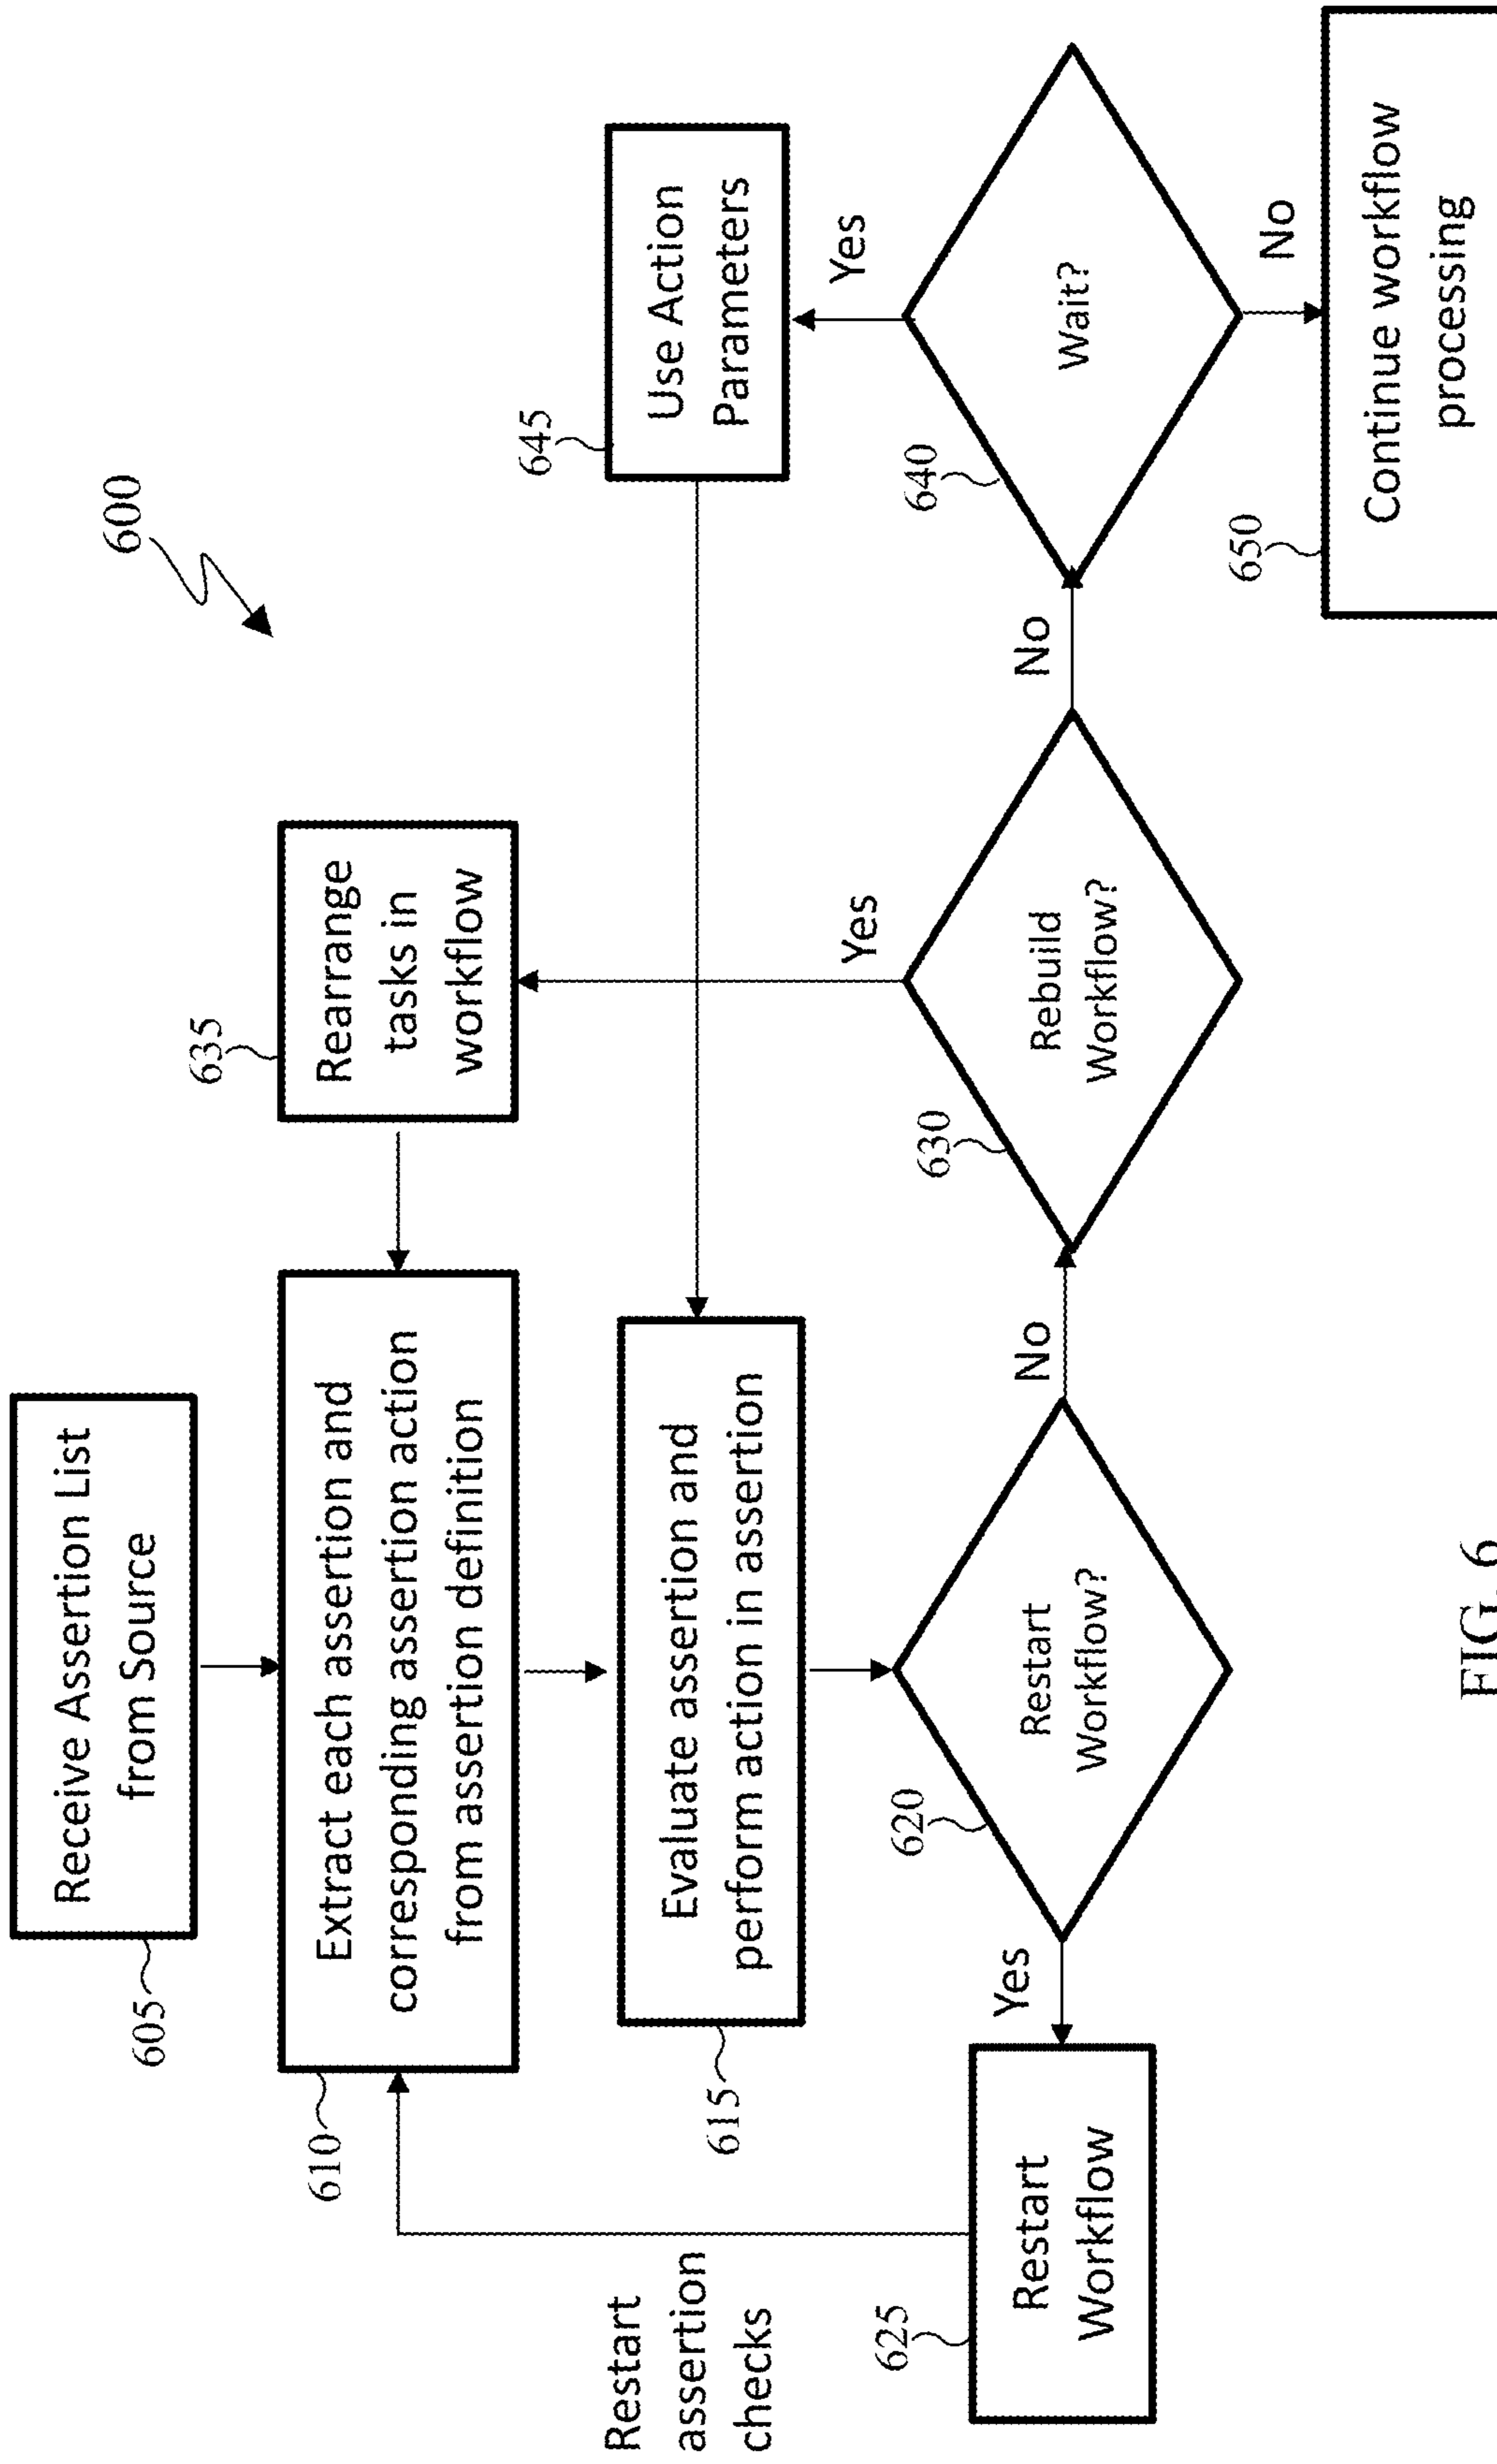 600
Receive Assertion List
from Source
605
Extract each assertion and
corresponding assertion action
from assertion definition
610
Rearrange
tasks in
workflow
635
Restart
assertion
checks
Evaluate assertion and
perform action in assertion
615
Use Action
Parameters
645
Restart
Workflow?
620
Yes
No
Restart
Workflow
625
Rebuild
Workflow?
630
Yes
No
Wait?
640
Yes
No
Continue workflow
processing
650
FIG. 6